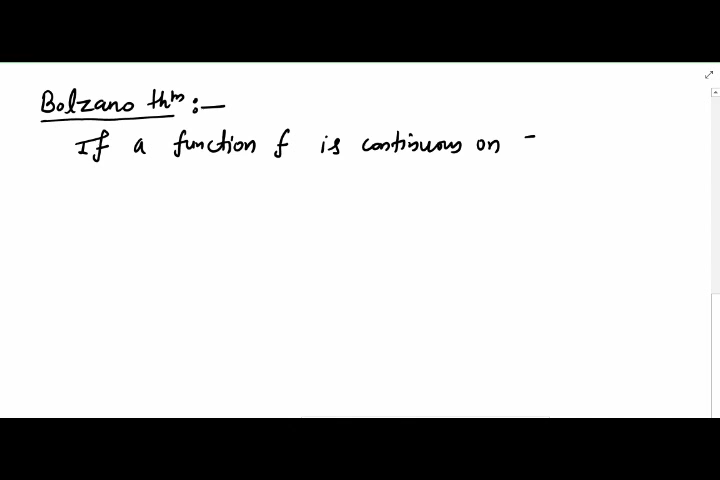 Bolzano thm :—
If a function f is continuous on